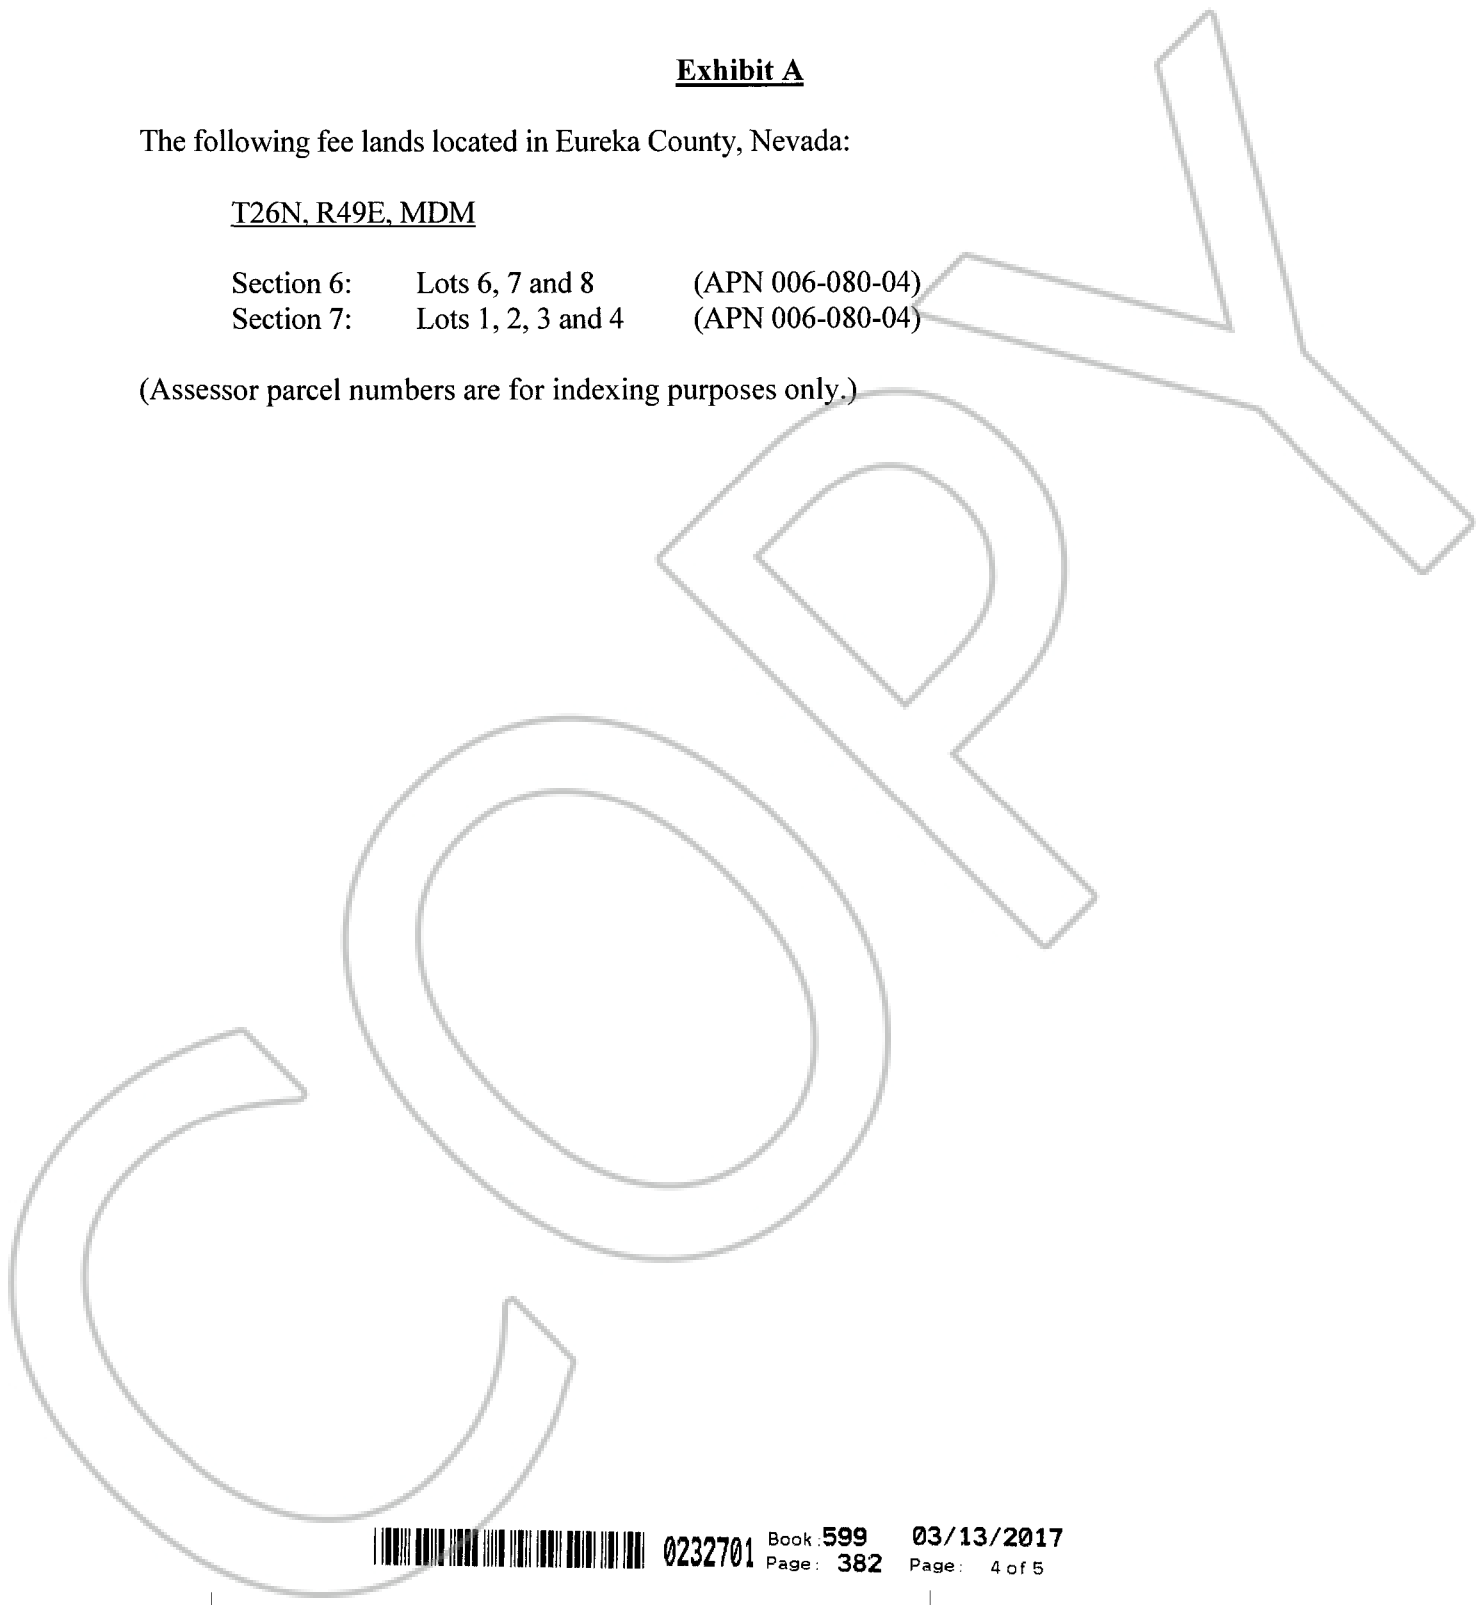 Exhibit A
The following fee lands located in Eureka County, Nevada:
T26N, R49E, MDM
Section 6: Lots 6, 7 and 8 (APN 006-080-04)
Section 7: Lots 1, 2, 3 and 4 (APN 006-080-04)
(Assessor parcel numbers are for indexing purposes only.)
COPY
0232701 Book: 599 03/13/2017
Page: 382 Page: 4 of 5